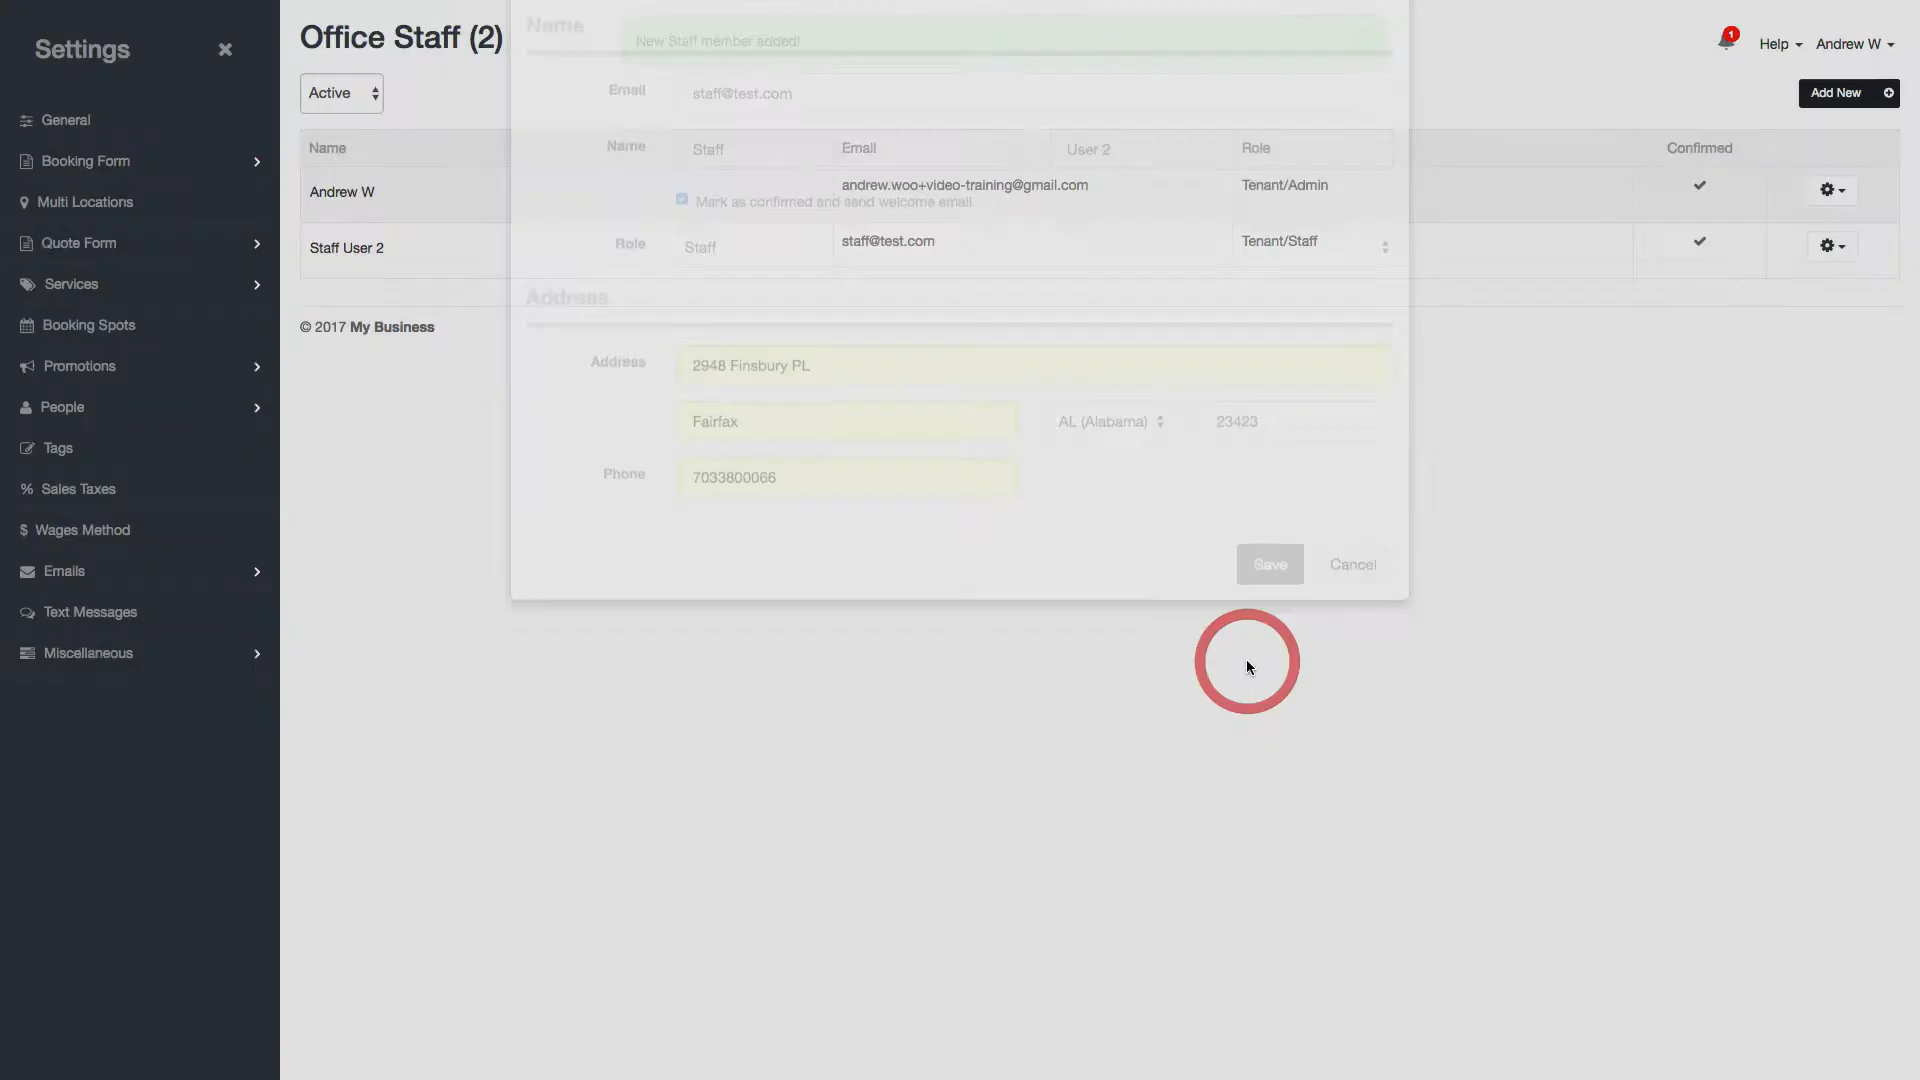 Settings
General
Booking Form
Multi Locations
Quote Form
Services
Booking Spots
Promotions
People
Tags
Sales Taxes
Wages Method
Emails
Text Messages
Miscellaneous
Office Staff (2)
1
Help
Andrew W
Active
Add New
Name Email Role Confirmed
Andrew W andrew.woo+video-training@gmail.com Tenant/Admin
Staff User 2 staff@test.com Tenant/Staff
© 2017 My Business
Name
New Staff member added!
Email staff@test.com
Name Staff User 2
Mark as confirmed and send welcome email
Role Staff
Address
Address 2948 Finsbury PL
Fairfax AL (Alabama) 23423
Phone 7033800066
Save Cancel